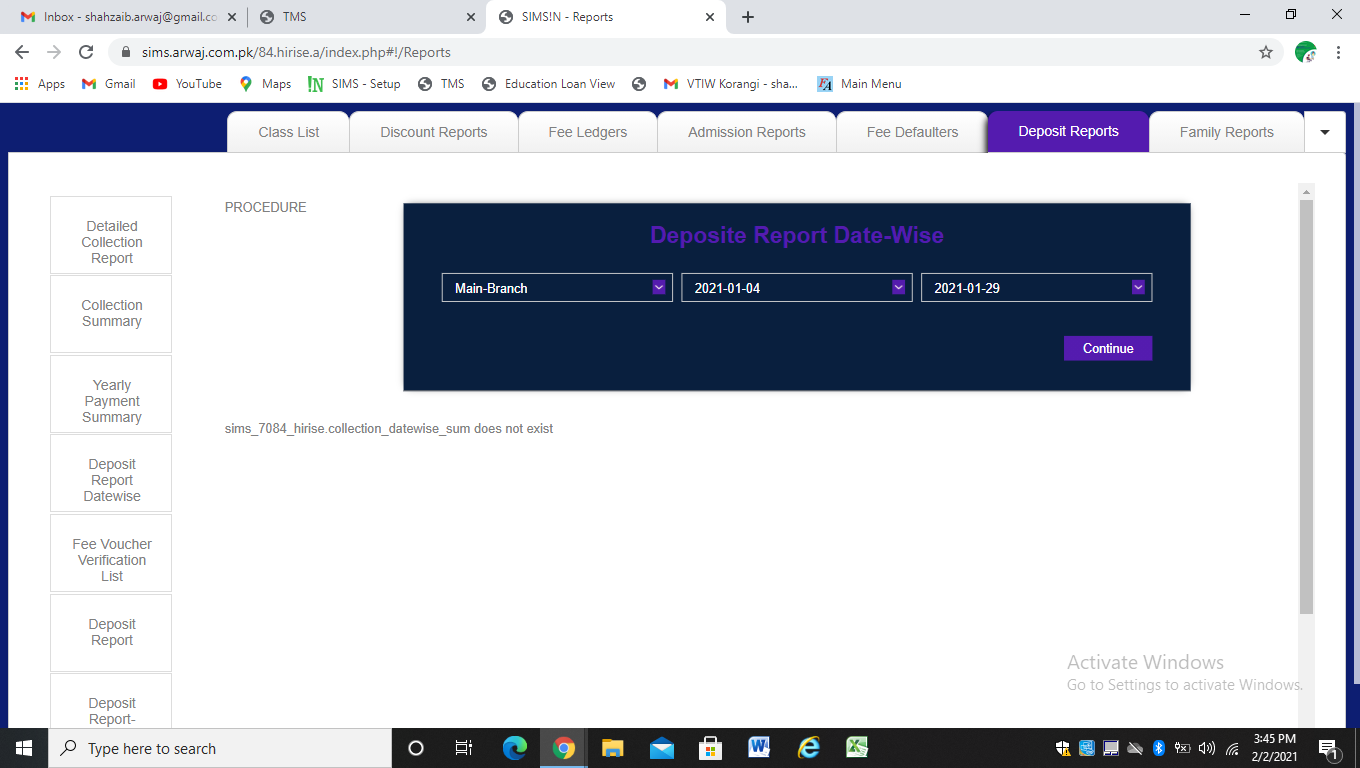 Inbox - shahzaib.arwaj@gmail.co
TMS
SIMS!N - Reports
sims.arwaj.com.pk/84.hirise.a/index.php#!/Reports
Apps
Gmail
YouTube
Maps
!N
SIMS - Setup
TMS
Education Loan View
VTIW Korangi - sha...
Main Menu
Class List
Discount Reports
Fee Ledgers
Admission Reports
Fee Defaulters
Deposit Reports
Family Reports
Detailed
Collection
Report
Collection
Summary
Yearly
Payment
Summary
Deposit
Report
Datewise
Fee Voucher
Verification
List
Deposit
Report
Deposit
Report-
PROCEDURE
Deposite Report Date-Wise
Main-Branch
2021-01-04
2021-01-29
Continue
sims_7084_hirise.collection_datewise_sum does not exist
Activate Windows
Go to Settings to activate Windows.
Type here to search
3:45 PM
2/2/2021
1